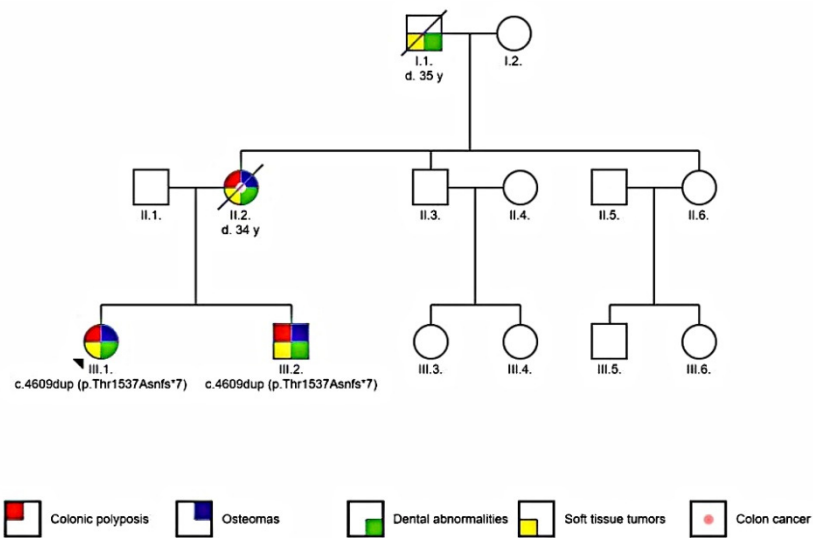 I.1. I.2.
d. 35 y
II.1. II.2. II.3. II.4. II.5. II.6.
d. 34 y
III.1. III.2. III.3. III.4. III.5. III.6.
c.4609dup (p.Thr1537Asnfs*7) c.4609dup (p.Thr1537Asnfs*7)
Colonic polyposis Osteomas Dental abnormalities Soft tissue tumors Colon cancer